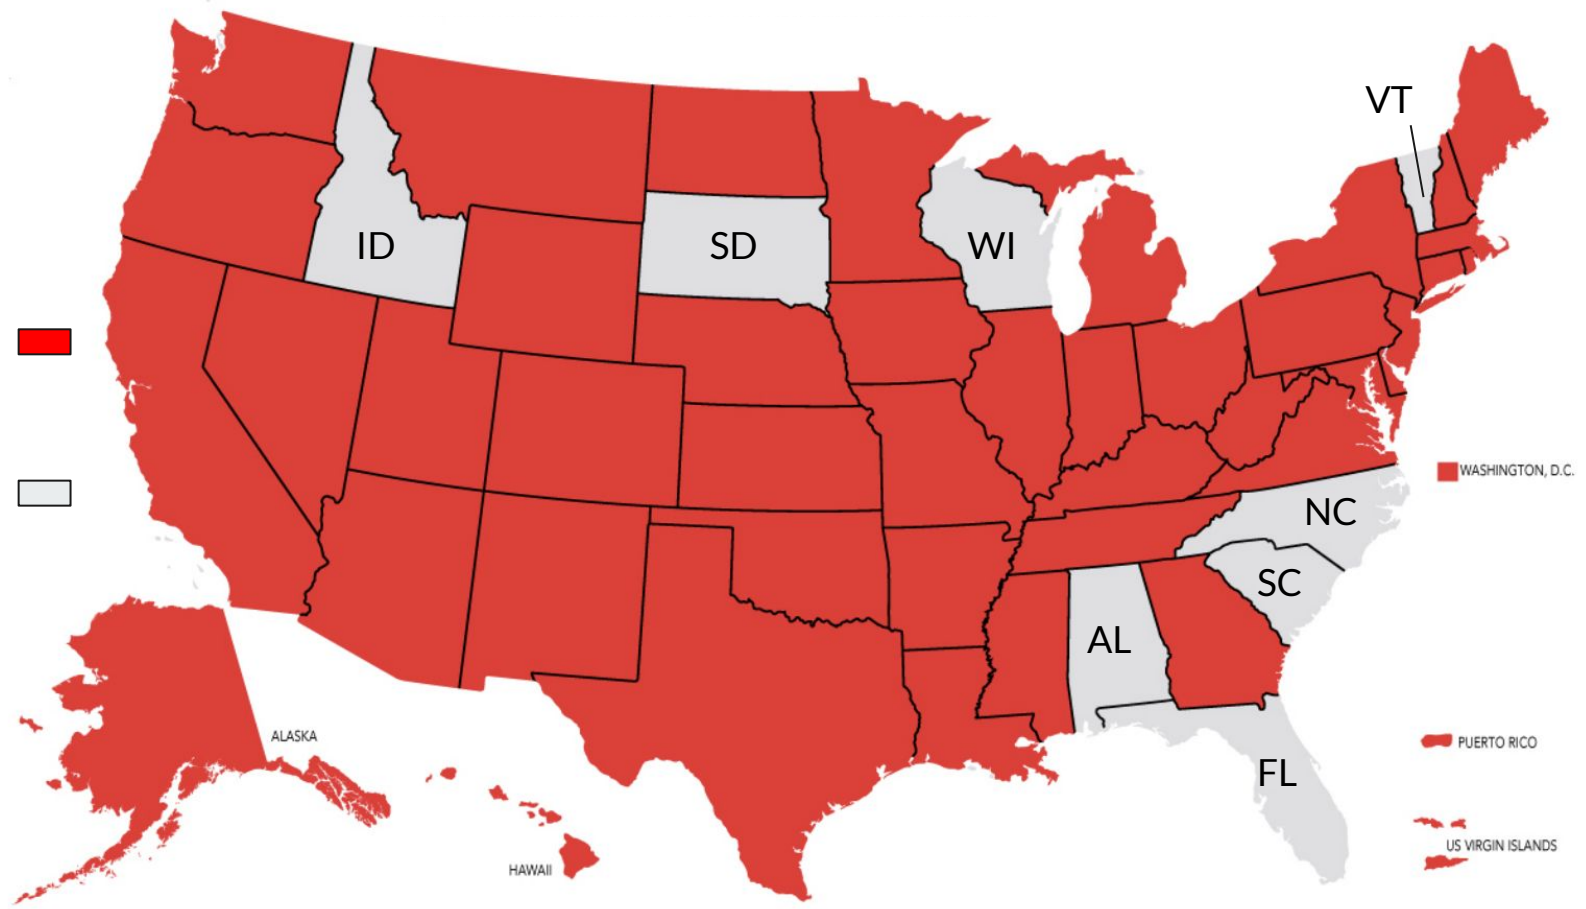 VT
ID
SD
WI
WASHINGTON, D.C.
NC
SC
AL
ALASKA
PUERTO RICO
FL
US VIRGIN ISLANDS
HAWAII